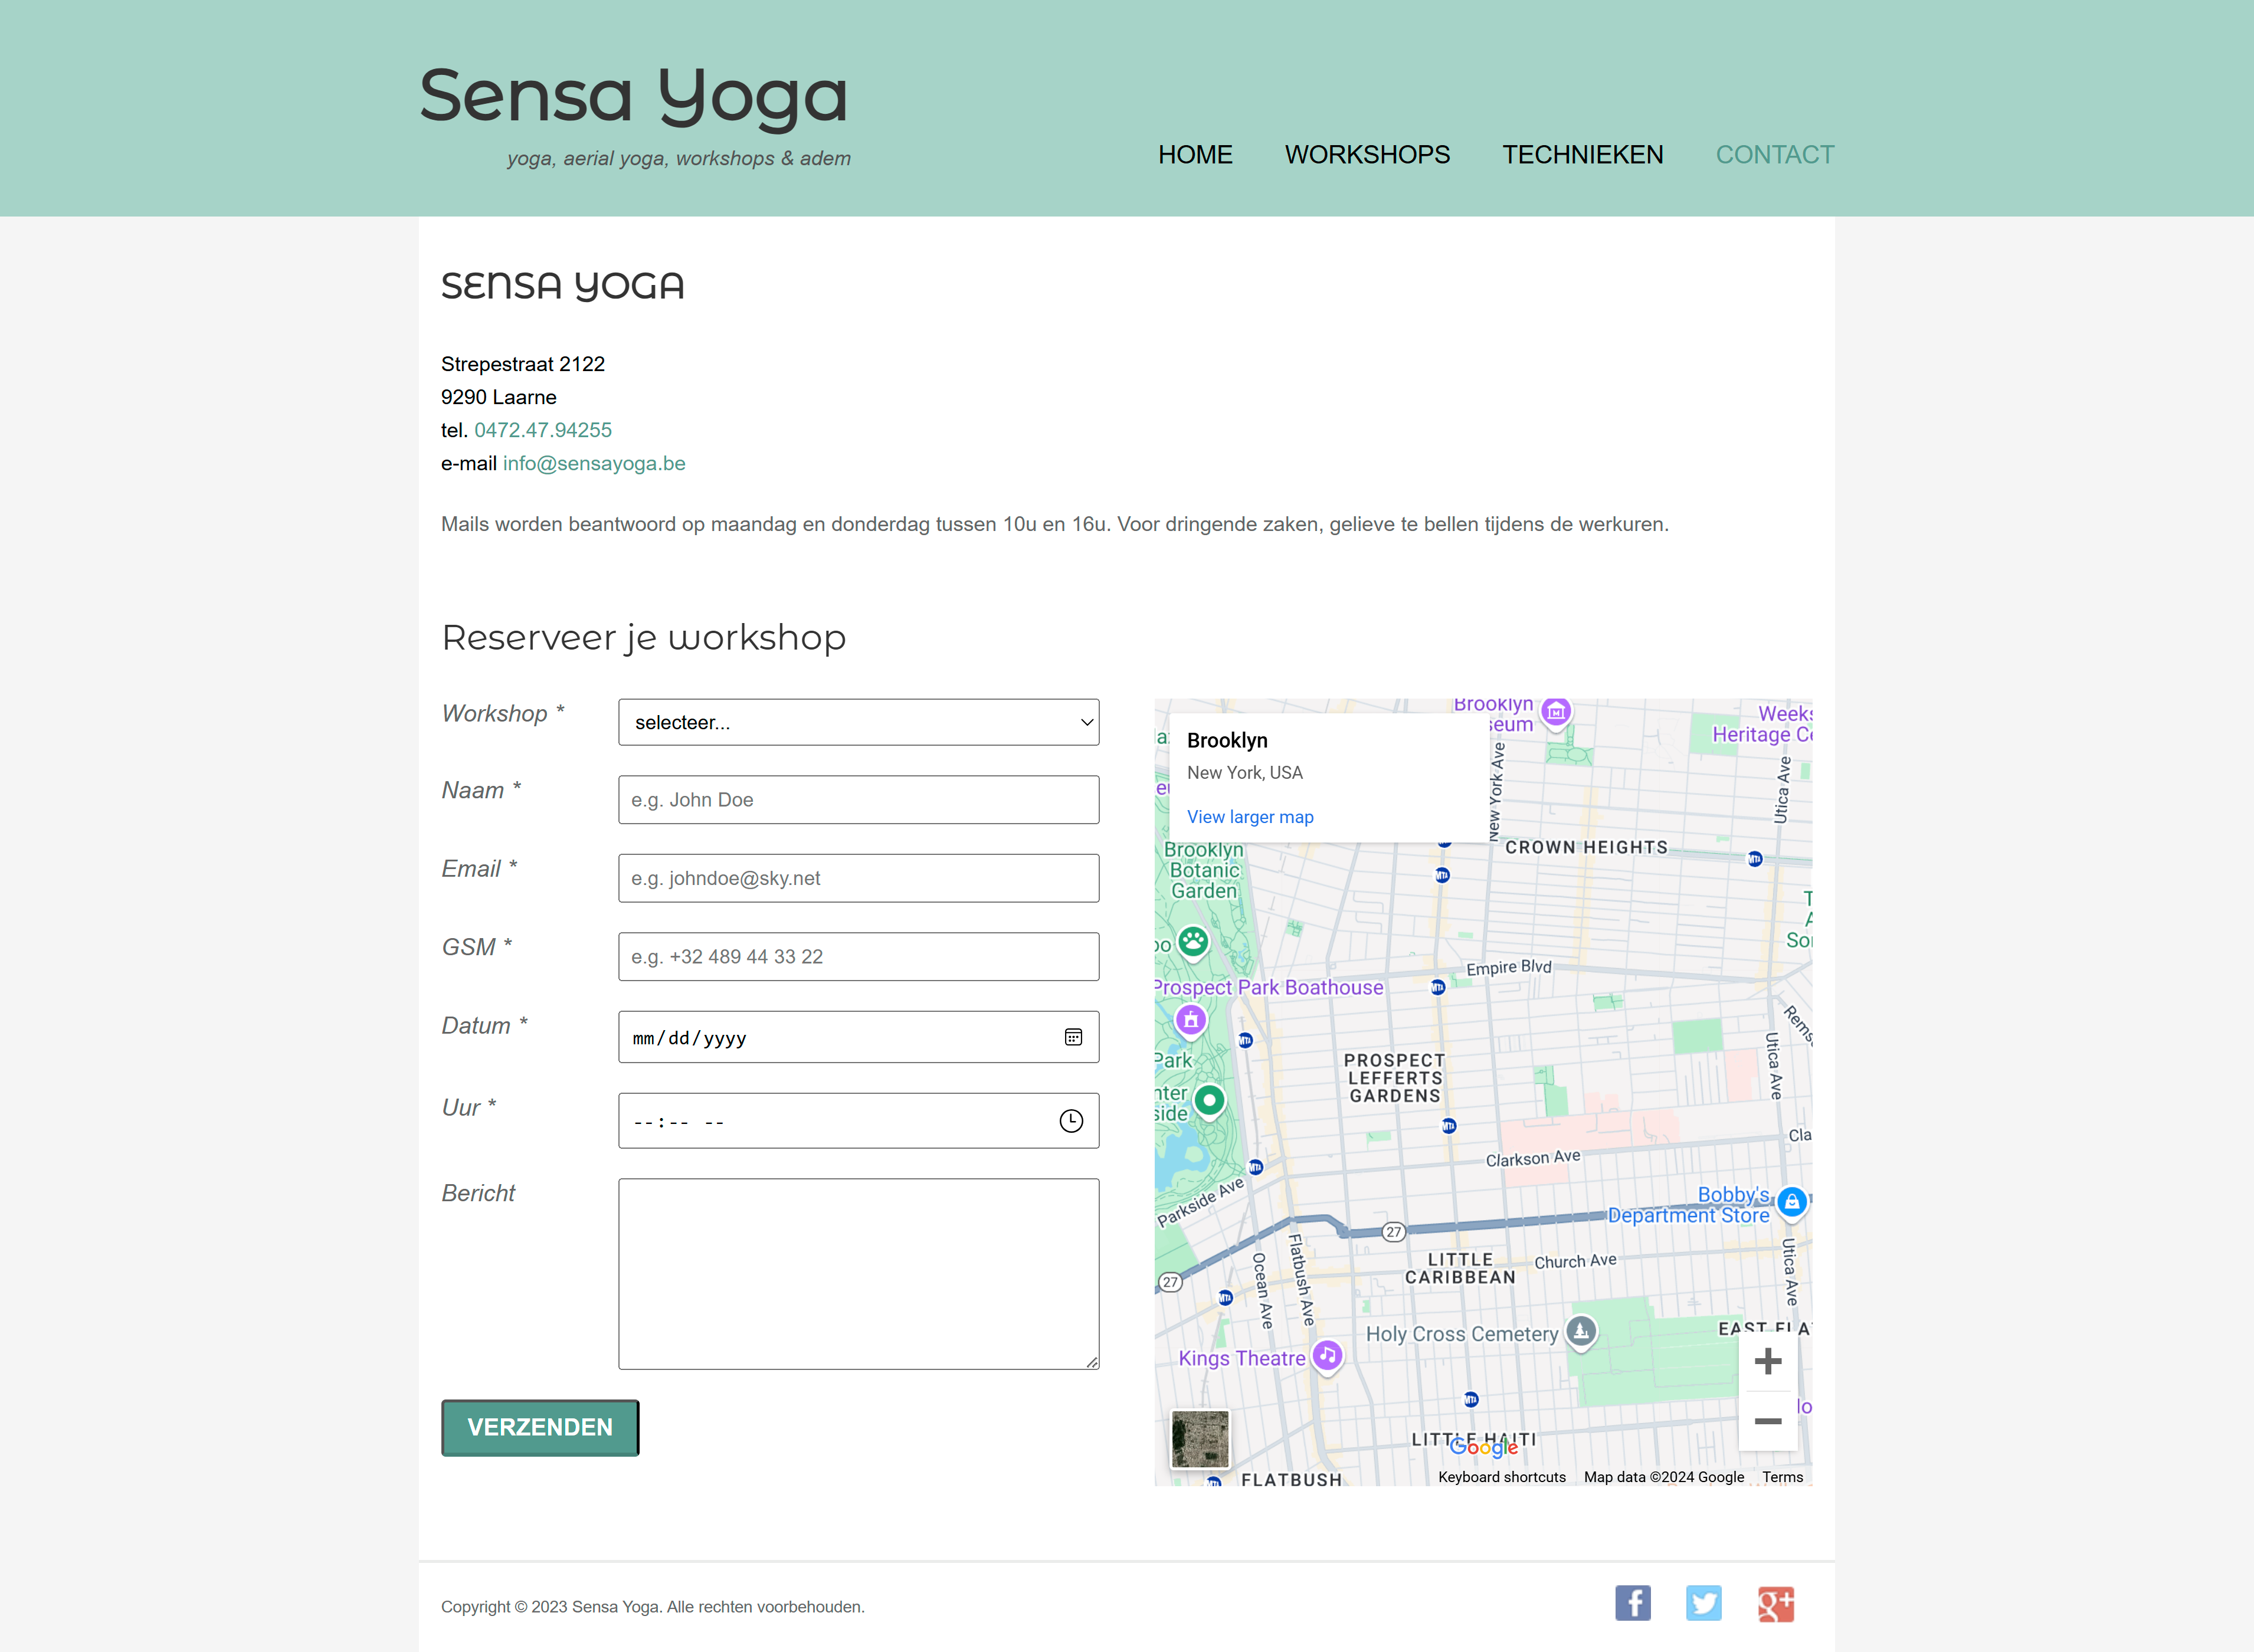 Sensa Yoga
yoga, aerial yoga, workshops & adem
HOME WORKSHOPS TECHNIEKEN CONTACT
SENSA YOGA
Strepestraat 2122
9290 Laarne
tel. 0472.47.94255
e-mail info@sensayoga.be
Mails worden beantwoord op maandag en donderdag tussen 10u en 16u. Voor dringende zaken, gelieve te bellen tijdens de werkuren.
Reserveer je workshop
Workshop *
selecteer...
Naam *
e.g. John Doe
Email *
e.g. johndoe@sky.net
GSM *
e.g. +32 489 44 33 22
Datum *
mm/dd/yyyy
Uur *
--:-- --
Bericht
VERZENDEN
Brooklyn
New York, USA
View larger map
Brooklyn
seum
Weeks
Heritage Ce
New York Ave
Utica Ave
CROWN HEIGHTS
Brooklyn
Botanic
Garden
Empire Blvd
Prospect Park Boathouse
Park
PROSPECT
LEFFERTS
GARDENS
Utica Ave
Rems
nter
side
Clarkson Ave
Cla
Parkside Ave
Bobby's
Department Store
27
LITTLE
CARIBBEAN
Church Ave
27
Ocean Ave
Flatbush Ave
Utica Ave
Holy Cross Cemetery
EAST FLA
Kings Theatre
LITTLE HAITI
Google
FLATBUSH
Keyboard shortcuts Map data ©2024 Google Terms
Copyright © 2023 Sensa Yoga. Alle rechten voorbehouden.